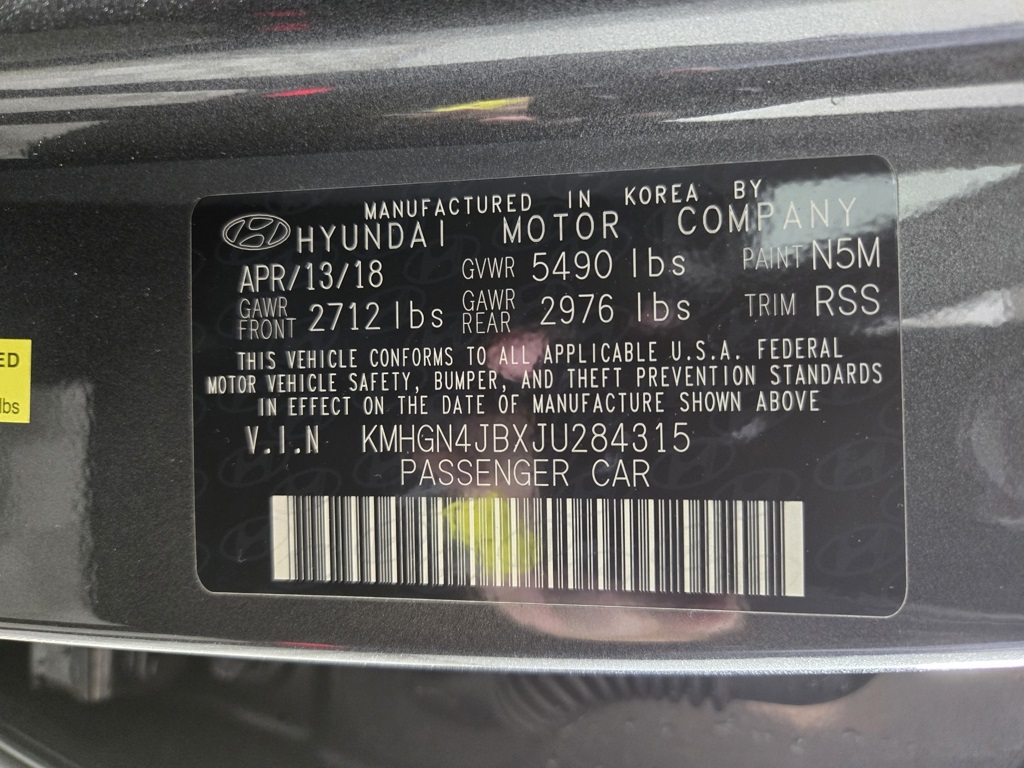 MANUFACTURED IN KOREA BY
HYUNDAI MOTOR COMPANY
APR/13/18 GVWR 5490 lbs PAINT N5M
GAWR FRONT 2712 lbs GAWR REAR 2976 lbs TRIM RSS
THIS VEHICLE CONFORMS TO ALL APPLICABLE U.S.A. FEDERAL
MOTOR VEHICLE SAFETY, BUMPER, AND THEFT PREVENTION STANDARDS
IN EFFECT ON THE DATE OF MANUFACTURE SHOWN ABOVE
V.I.N KMHGN4JBXJU284315
PASSENGER CAR
lbs